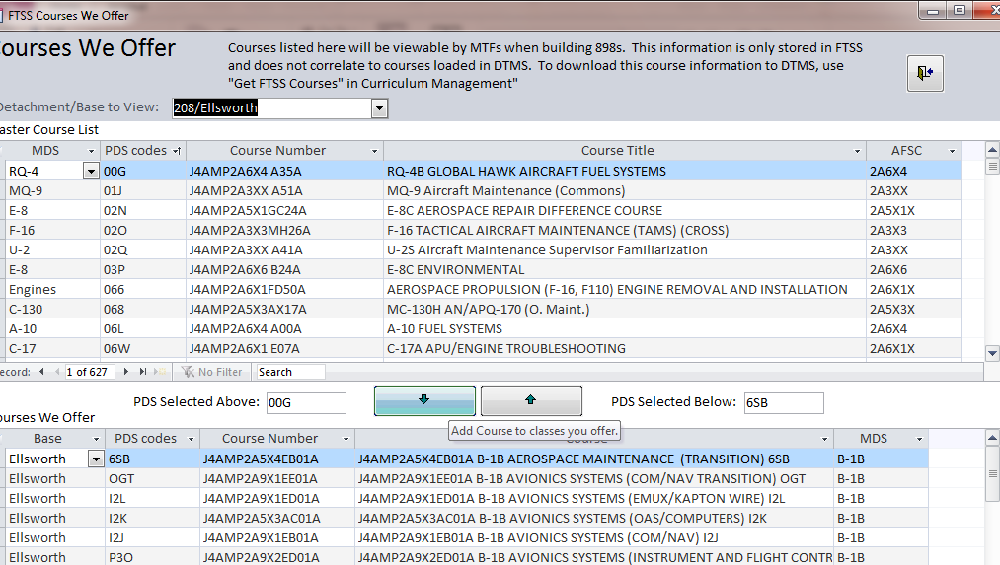 FTSS Courses We Offer
ourses We Offer
Courses listed here will be viewable by MTFs when building 898s. This information is only stored in FTSS
and does not correlate to courses loaded in DTMS. To download this course information to DTMS, use
"Get FTSS Courses" in Curriculum Management"
Detachment/Base to View: 208/Ellsworth
aster Course List
MDS PDS codes Course Number Course Title AFSC
RQ-4 00G J4AMP2A6X4 A35A RQ-4B GLOBAL HAWK AIRCRAFT FUEL SYSTEMS 2A6X4
MQ-9 01J J4AMP2A3XX A51A MQ-9 Aircraft Maintenance (Commons) 2A3XX
E-8 02N J4AMP2A5X1GC24A E-8C AEROSPACE REPAIR DIFFERENCE COURSE 2A5X1X
F-16 02O J4AMP2A3X3MH26A F-16 TACTICAL AIRCRAFT MAINTENANCE (TAMS) (CROSS) 2A3X3
U-2 02Q J4AMP2A3XX A41A U-2S Aircraft Maintenance Supervisor Familiarization 2A3XX
E-8 03P J4AMP2A6X6 B24A E-8C ENVIRONMENTAL 2A6X6
Engines 066 J4AMP2A6X1FD50A AEROSPACE PROPULSION (F-16, F110) ENGINE REMOVAL AND INSTALLATION 2A6X1X
C-130 068 J4AMP2A5X3AX17A MC-130H AN/APQ-170 (O. Maint.) 2A5X3X
A-10 06L J4AMP2A6X4 A00A A-10 FUEL SYSTEMS 2A6X4
C-17 06W J4AMP2A6X1 E07A C-17A APU/ENGINE TROUBLESHOOTING 2A6X1X
ecord: 1 of 627 No Filter Search
PDS Selected Above: 00G PDS Selected Below: 6SB
ourses We Offer
Add Course to classes you offer.
Base PDS codes Course Number MDS
Ellsworth 6SB J4AMP2A5X4EB01A J4AMP2A5X4EB01A B-1B AEROSPACE MAINTENANCE (TRANSITION) 6SB B-1B
Ellsworth OGT J4AMP2A9X1EE01A J4AMP2A9X1EE01A B-1B AVIONICS SYSTEMS (COM/NAV TRANSITION) OGT B-1B
Ellsworth I2L J4AMP2A9X1ED01A J4AMP2A9X1ED01A B-1B AVIONICS SYSTEMS (EMUX/KAPTON WIRE) I2L B-1B
Ellsworth I2K J4AMP2A5X3AC01A J4AMP2A5X3AC01A B-1B AVIONICS SYSTEMS (OAS/COMPUTERS) I2K B-1B
Ellsworth I2J J4AMP2A9X1EB01A J4AMP2A9X1EB01A B-1B AVIONICS SYSTEMS (COM/NAV) I2J B-1B
Ellsworth P3O J4AMP2A9X2ED01A J4AMP2A9X2ED01A B-1B AVIONICS SYSTEMS (INSTRUMENT AND FLIGHT CONTR B-1B